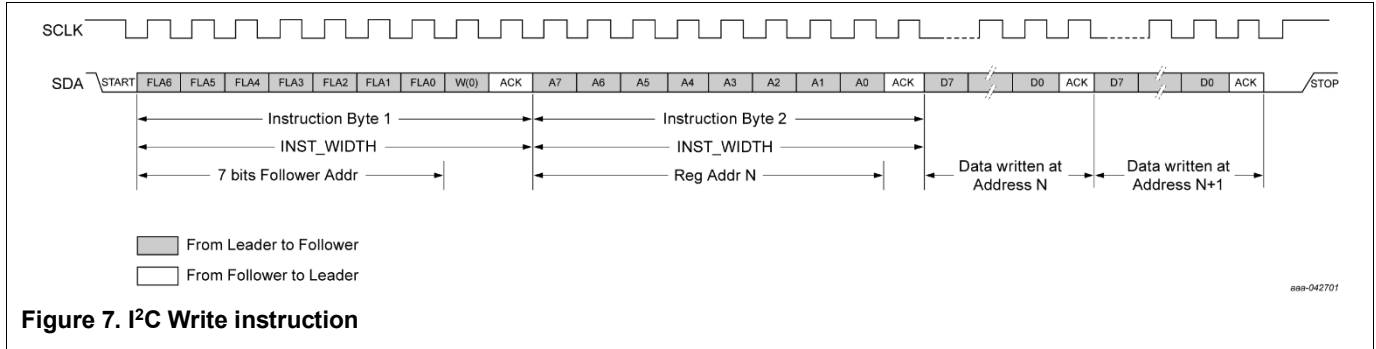 SCLK
SDA START FLA6 FLA5 FLA4 FLA3 FLA2 FLA1 FLA0 W(0) ACK A7 A6 A5 A4 A3 A2 A1 A0 ACK D7 D0 ACK D7 D0 ACK STOP
Instruction Byte 1 Instruction Byte 2
INST_WIDTH INST_WIDTH
7 bits Follower Addr Reg Addr N Data written at Address N Data written at Address N+1
From Leader to Follower
From Follower to Leader
aaa-042701
Figure 7. I²C Write instruction